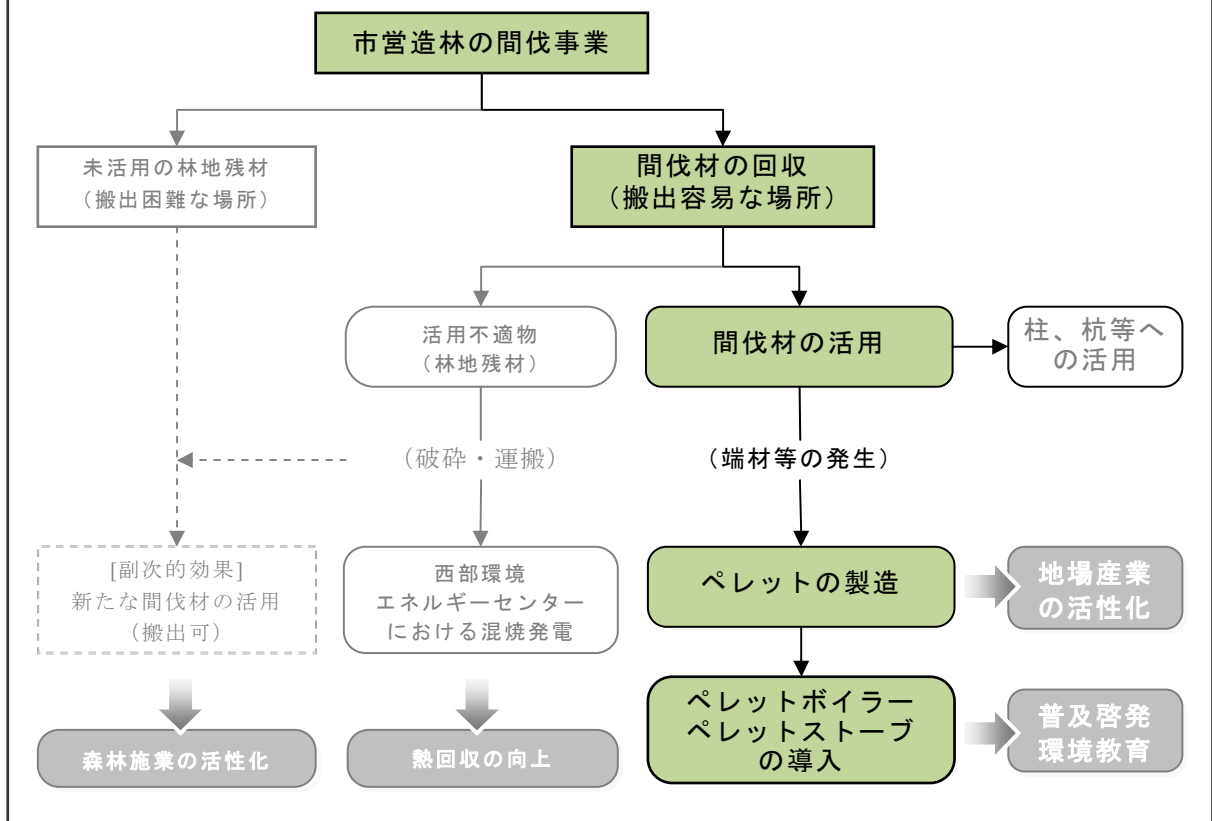 市営造林の間伐事業
未活用の林地残材
（搬出困難な場所）
間伐材の回収
（搬出容易な場所）
活用不適物
（林地残材）
間伐材の活用
柱、杭等へ
の活用
（破砕・運搬）
（端材等の発生）
[副次的効果]
新たな間伐材の活用
（搬出可）
西部環境
エネルギーセンター
における混焼発電
ペレットの製造
地場産業
の活性化
ペレットボイラー
ペレットストーブ
の導入
普及啓発
環境教育
森林施業の活性化
熱回収の向上